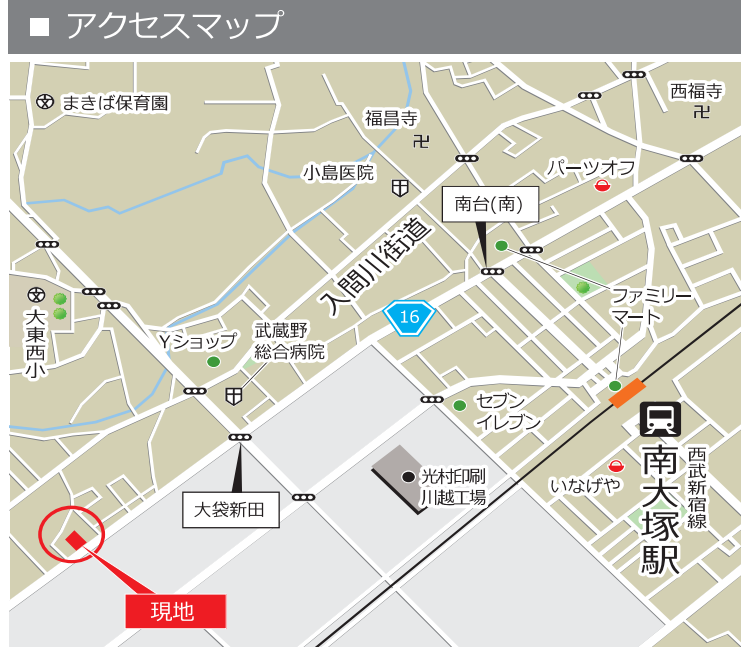 ■ アクセスマップ
まきば保育園
西福寺
福昌寺
小島医院
パーツオフ
南台(南)
入間川街道
ファミリー
マート
16
大東西小
Yショップ
武蔵野
総合病院
セブン
イレブン
光村印刷
川越工場
いなげや
西武新宿線
南大塚駅
大袋新田
現地